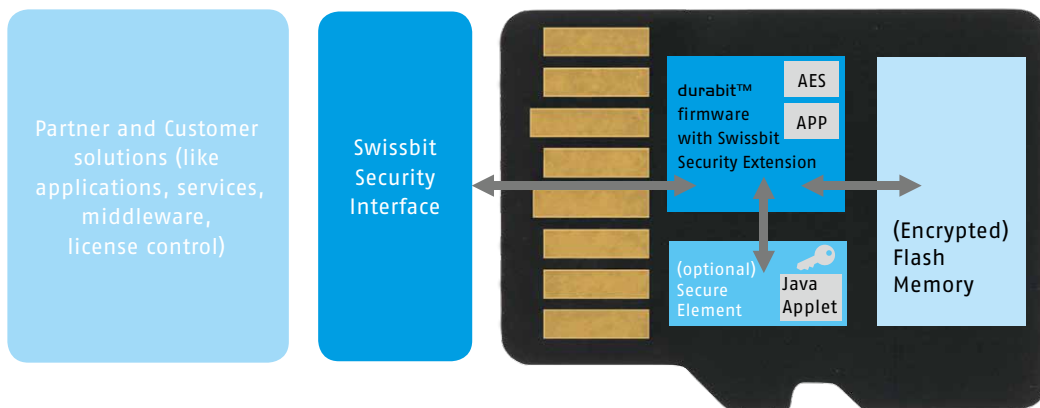 Partner and Customer
solutions (like
applications, services,
middleware,
license control)
Swissbit
Security
Interface
durabit™
firmware
with Swissbit
Security Extension
AES
APP
(optional)
Secure
Element
Java
Applet
(Encrypted)
Flash
Memory